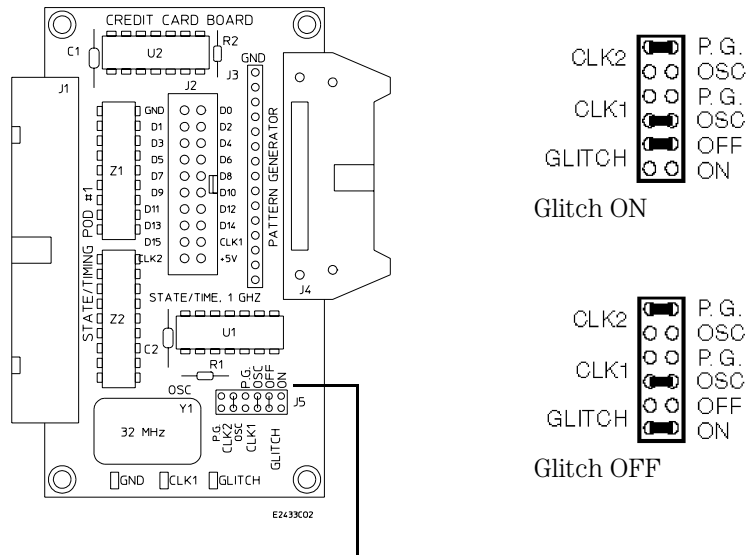 CREDIT CARD BOARD
C1
U2
R2
J3
GND
J1
J2
GND D0
D1 D2
D3 D4
D5 D6
D7 D8
D9 D10
D11 D12
D13 D14
D15 CLK1
CLK2 +5V
Z1
Z2
STATE/TIMING POD #1
PATTERN GENERATOR
J4
STATE/TIME, 1 GHZ
C2
U1
R1
OSC
Y1
32 MHz
P.G.
OSC
OFF
ON
J5
P.G.
CLK2
OSC
CLK1
GLITCH
GND CLK1 GLITCH
E2433C02
CLK2 P.G.
OSC
CLK1 P.G.
OSC
GLITCH OFF
ON
Glitch ON
CLK2 P.G.
OSC
CLK1 P.G.
OSC
GLITCH OFF
ON
Glitch OFF